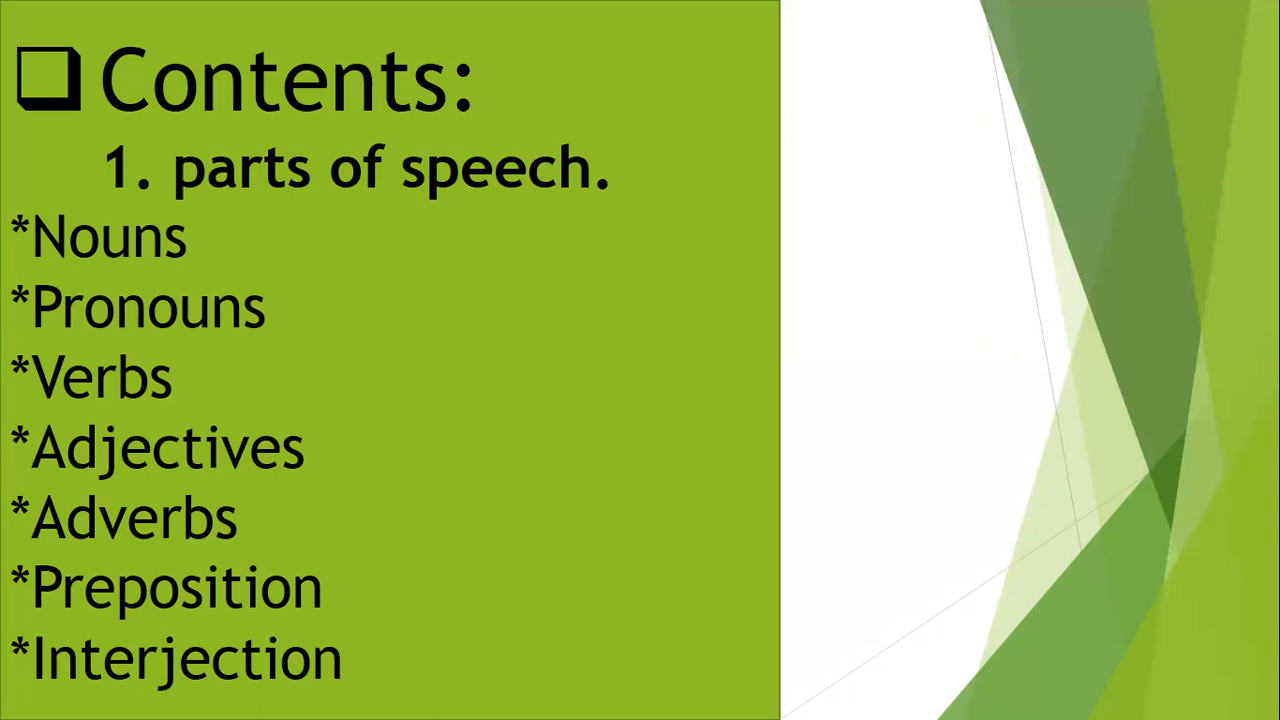 Contents:
1. parts of speech.
*Nouns
*Pronouns
*Verbs
*Adjectives
*Adverbs
*Preposition
*Interjection